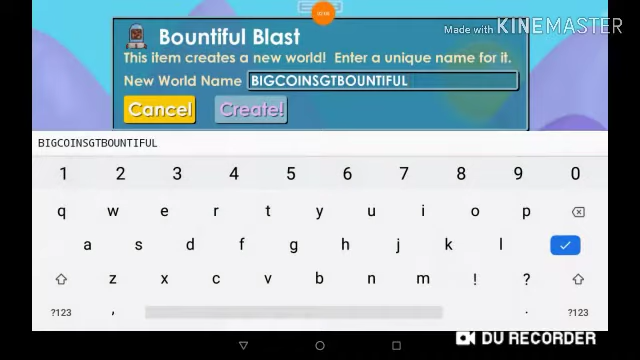 Made with KINEMASTER
Bountiful Blast
This item creates a new world! Enter a unique name for it.
New World Name BIGCOINSGTBOUNTIFUL
Cancel Create!
BIGCOINSGTBOUNTIFUL
1 2 3 4 5 6 7 8 9 0
q w e r t y u i o p
a s d f g h j k l
z x c v b n m ! ?
?123 , . ?123
DU RECORDER